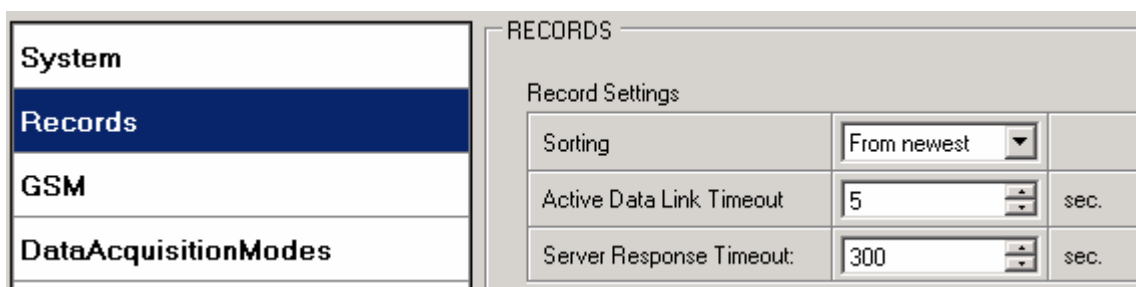 System
Records
GSM
DataAcquisitionModes
RECORDS
Record Settings
Sorting From newest
Active Data Link Timeout 5 sec.
Server Response Timeout: 300 sec.